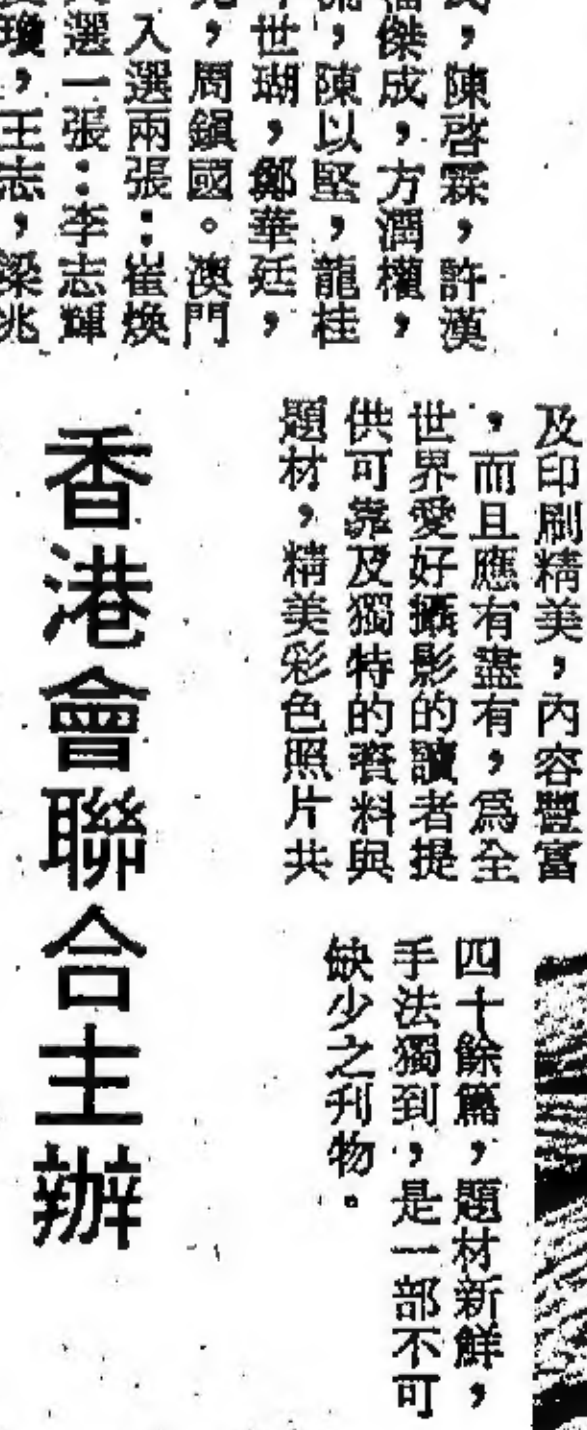 ，陳啓霖，許漢
傑成，方潤權，
，陳以堅，龍桂
世瑚，鄭華廷，
，周鎭國。澳門
入選兩張：崔煥
選一張：李志輝
瓊，王志，梁兆
及印刷精美，內容豐富
，而且應有盡有，爲全
世界愛好攝影的讀者提
供可靠及獨特的資料與
題材，精美彩色照片共
四十餘篇，題材新鮮，
手法獨到，是一部不可
缺少之刋物。
香港會聯合主辦